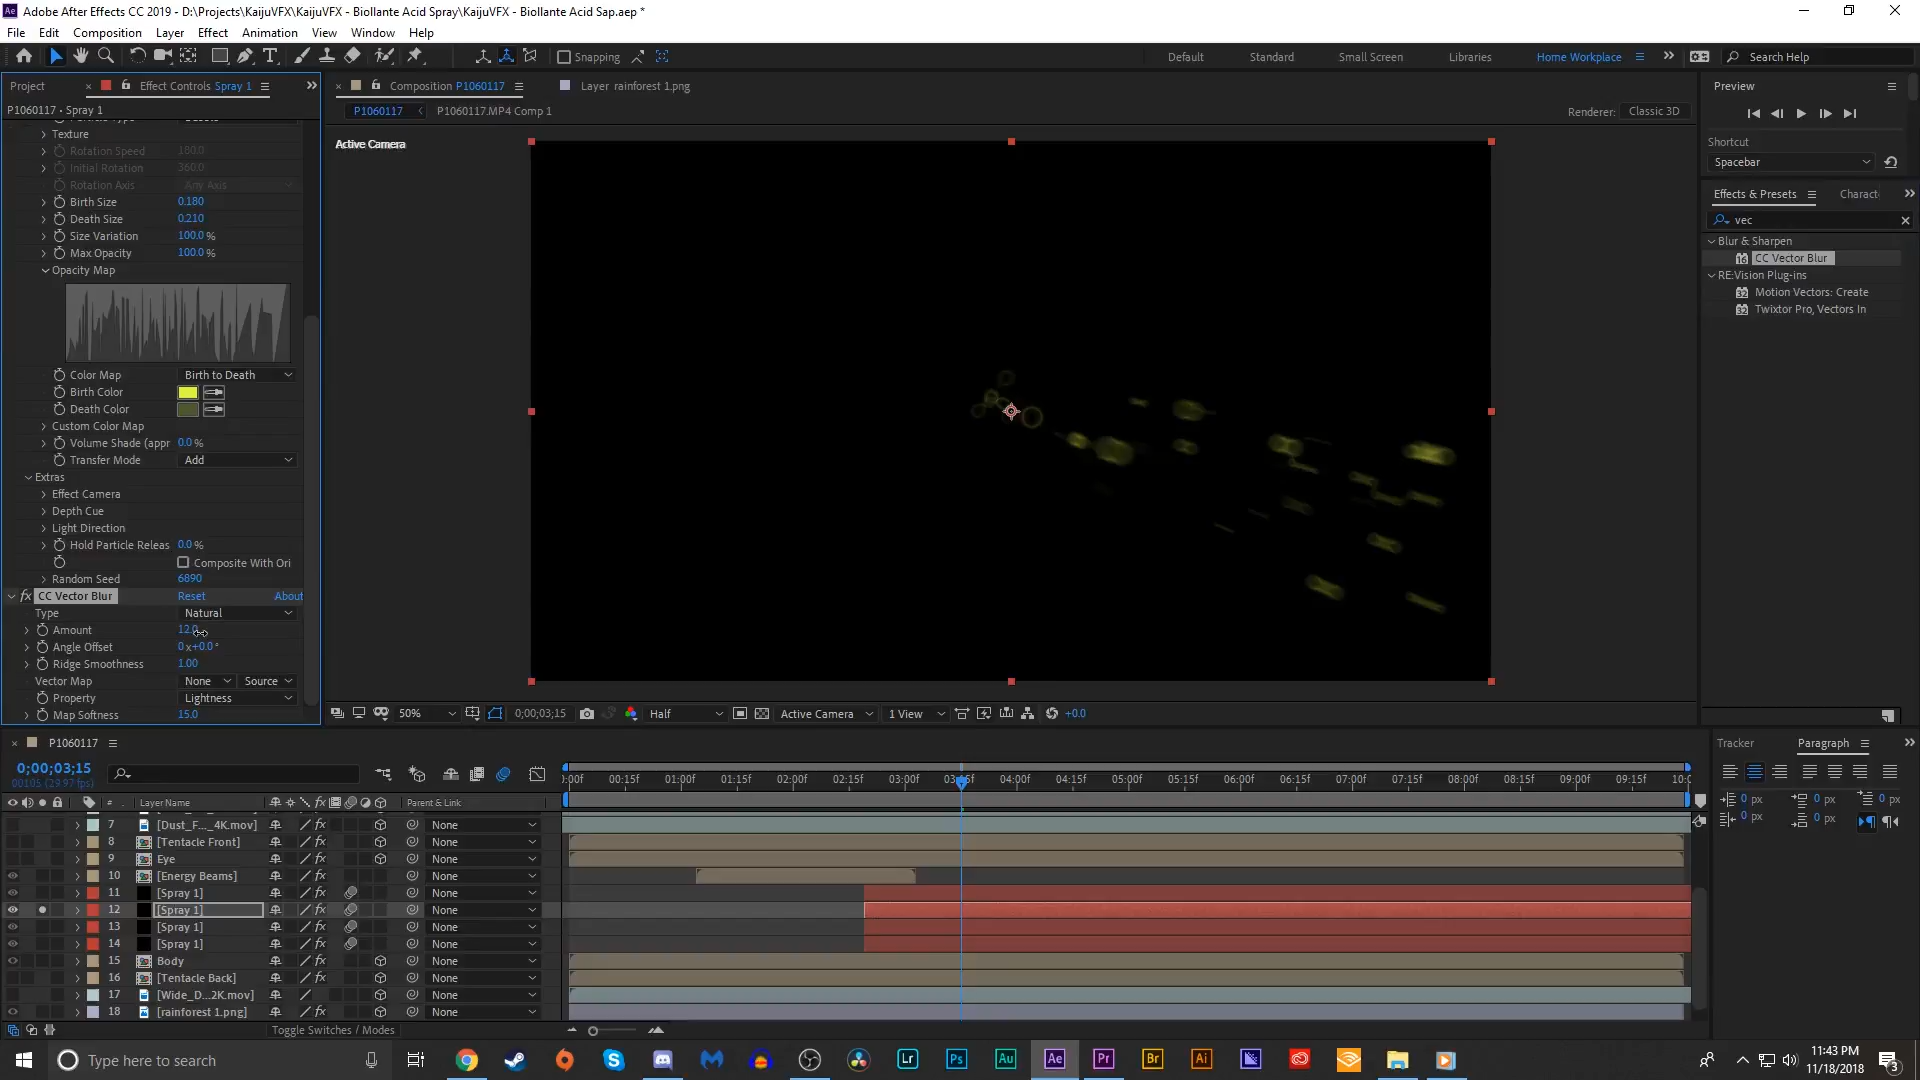 Adobe After Effects CC 2019 - D:\Projects\KaijuVFX\KaijuVFX - Biollante Acid Spray\KaijuVFX - Biollante Acid Sap.aep *
File Edit Composition Layer Effect Animation View Window Help
Snapping
Default Standard Small Screen Libraries Home Workplace Search Help
Project Effect Controls Spray 1
Composition P1060117
Layer rainforest 1.png
Preview
P1060117 • Spray 1
P1060117 P1060117.MP4 Comp 1
Renderer: Classic 3D
Active Camera
Shortcut
Spacebar
Effects & Presets Charact
vec
Blur & Sharpen
CC Vector Blur
RE:Vision Plug-ins
Motion Vectors: Create
Twixtor Pro, Vectors In
Texture
Rotation Speed 180.0
Initial Rotation 360.0
Rotation Axis Any Axis
Birth Size 0.180
Death Size 0.210
Size Variation 100.0 %
Max Opacity 100.0 %
Opacity Map
Color Map Birth to Death
Birth Color
Death Color
Custom Color Map
Volume Shade (appr 0.0 %
Transfer Mode Add
Extras
Effect Camera
Depth Cue
Light Direction
Hold Particle Releas 0.0 %
Composite With Ori
Random Seed 6890
fx CC Vector Blur Reset About
Type Natural
Amount 12.0
Angle Offset 0 x+0.0 °
Ridge Smoothness 1.00
Vector Map None Source
Property Lightness
Map Softness 15.0
50% 0;00;03;15 Half Active Camera 1 View +0.0
P1060117
0;00;03;15
00105 (29.97 fps)
:00f 00:15f 01:00f 01:15f 02:00f 02:15f 03:00f 03:15f 04:00f 04:15f 05:00f 05:15f 06:00f 06:15f 07:00f 07:15f 08:00f 08:15f 09:00f 09:15f 10:0
# Layer Name Parent & Link
7 [Dust_F..._4K.mov] None
8 [Tentacle Front] None
9 Eye None
10 [Energy Beams] None
11 [Spray 1] None
12 [Spray 1] None
13 [Spray 1] None
14 [Spray 1] None
15 Body None
16 [Tentacle Back] None
17 [Wide_D...2K.mov] None
18 [rainforest 1.png] None
Toggle Switches / Modes
Tracker Paragraph
0 px 0 px 0 px
0 px 0 px
Type here to search
Lr Ps Au Ae Pr Br Ai
11:43 PM
11/18/2018
3